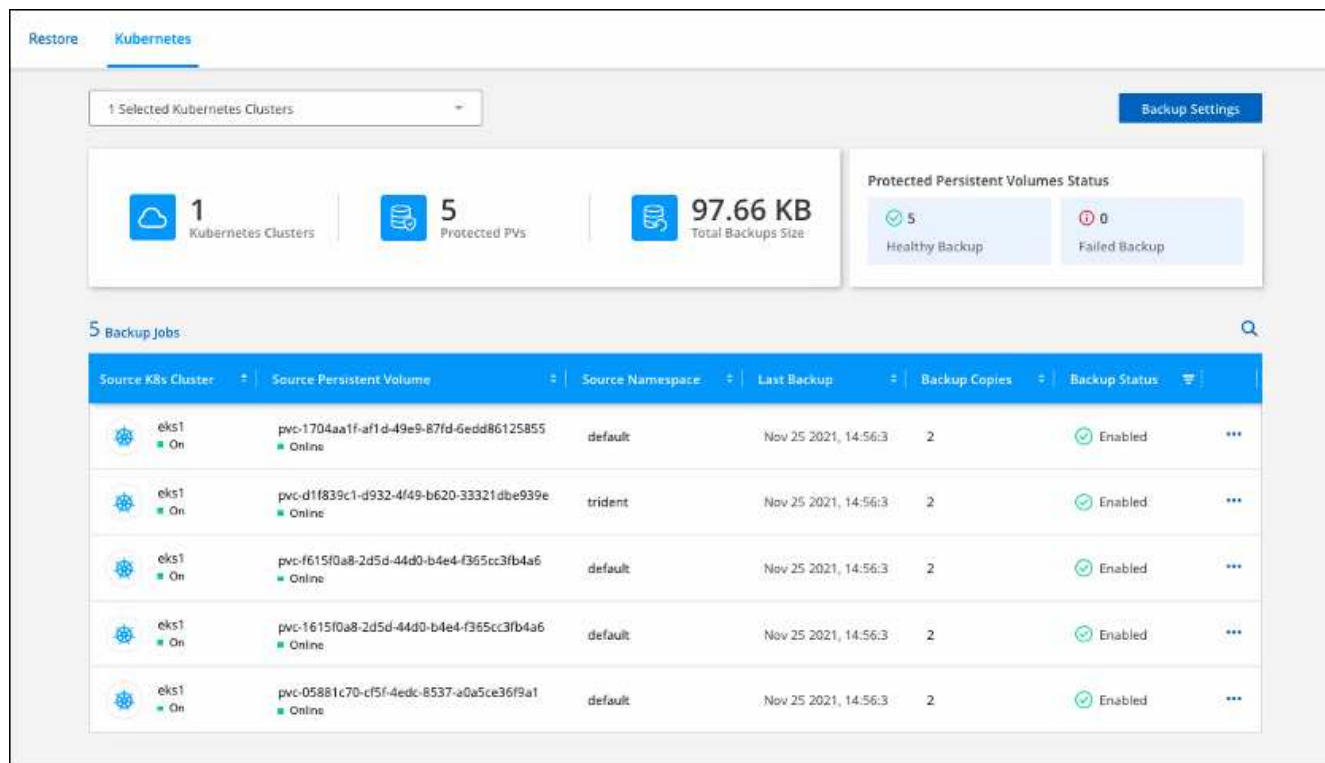 Restore Kubernetes
1 Selected Kubernetes Clusters
Backup Settings
1
Kubernetes Clusters
5
Protected PVs
97.66 KB
Total Backups Size
Protected Persistent Volumes Status
5
Healthy Backup
0
Failed Backup
5 Backup Jobs
Source K8s Cluster Source Persistent Volume Source Namespace Last Backup Backup Copies Backup Status
eks1 pvc-1704aa1f-af1d-49e9-87fd-6edd86125855 default Nov 25 2021, 14:56:3 2 Enabled
On Online
eks1 pvc-d1f839c1-d932-4f49-b620-33321dbe939e trident Nov 25 2021, 14:56:3 2 Enabled
On Online
eks1 pvc-f615f0a8-2d5d-44d0-b4e4-f365cc3fb4a6 default Nov 25 2021, 14:56:3 2 Enabled
On Online
eks1 pvc-1615f0a8-2d5d-44d0-b4e4-f365cc3fb4a6 default Nov 25 2021, 14:56:3 2 Enabled
On Online
eks1 pvc-05881c70-cf5f-4edc-8537-a0a5ce36f9a1 default Nov 25 2021, 14:56:3 2 Enabled
On Online